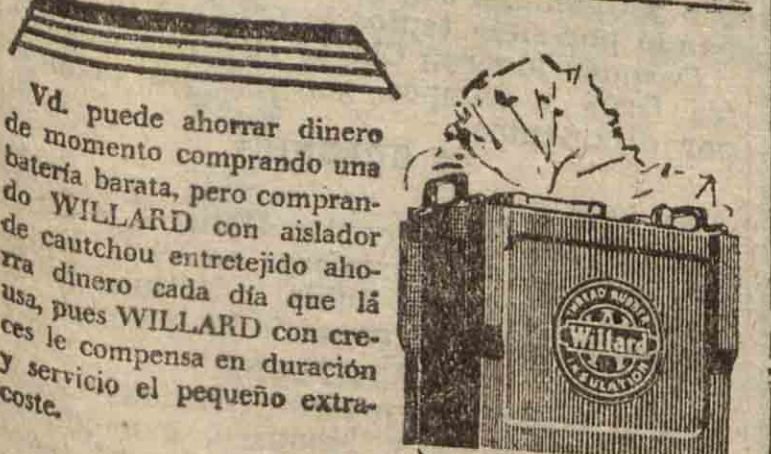 Vd. puede ahorrar dinero
de momento comprando una
batería barata, pero compran-
do WILLARD con aislador
de cautchou entretejido aho-
rra dinero cada día que lá
usa, pues WILLARD con cre-
ces le compensa en duración
y servicio el pequeño extra-
coste.
THREAD RUBBER
Willard
INSULATION